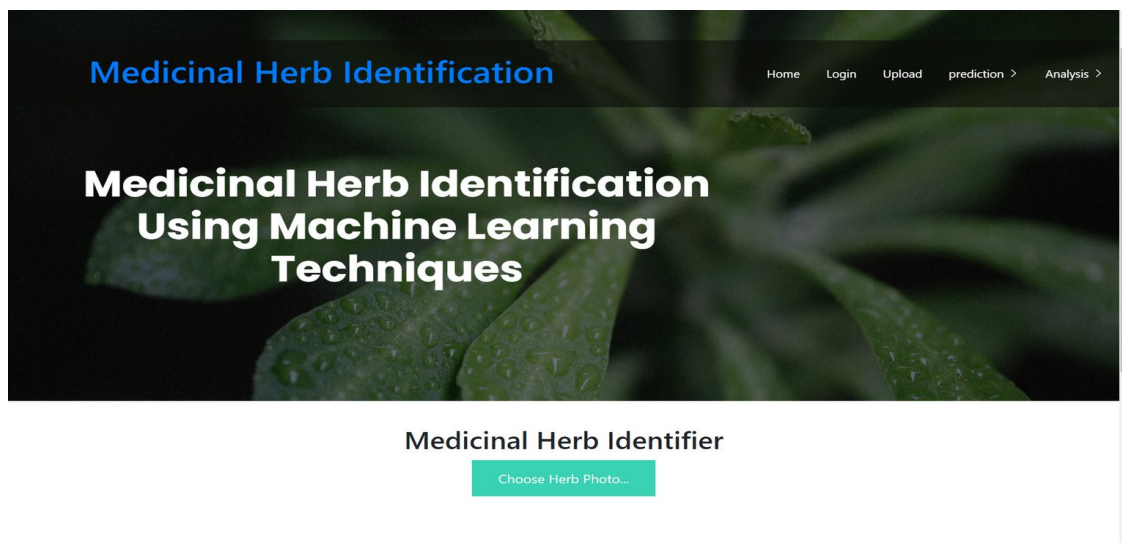 Medicinal Herb Identification
Home Login Upload prediction > Analysis >
Medicinal Herb Identification
Using Machine Learning
Techniques
Medicinal Herb Identifier
Choose Herb Photo...